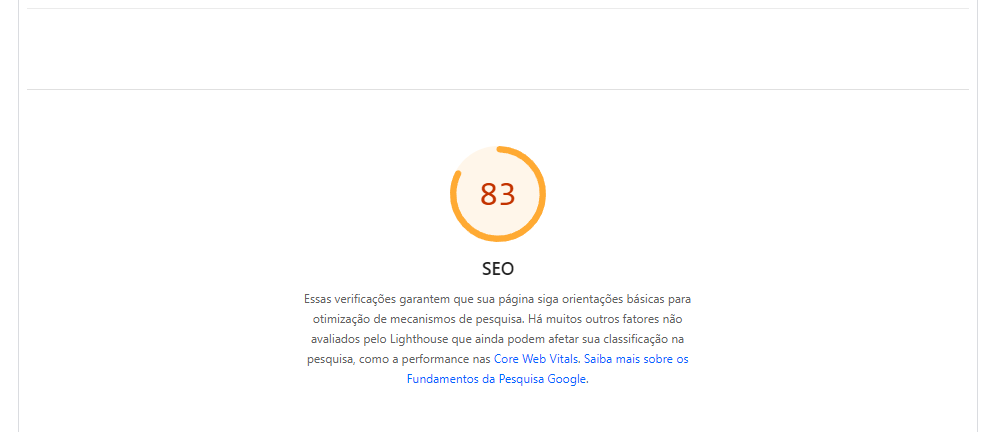 83
SEO
Essas verificações garantem que sua página siga orientações básicas para
otimização de mecanismos de pesquisa. Há muitos outros fatores não
avaliados pelo Lighthouse que ainda podem afetar sua classificação na
pesquisa, como a performance nas Core Web Vitals. Saiba mais sobre os
Fundamentos da Pesquisa Google.